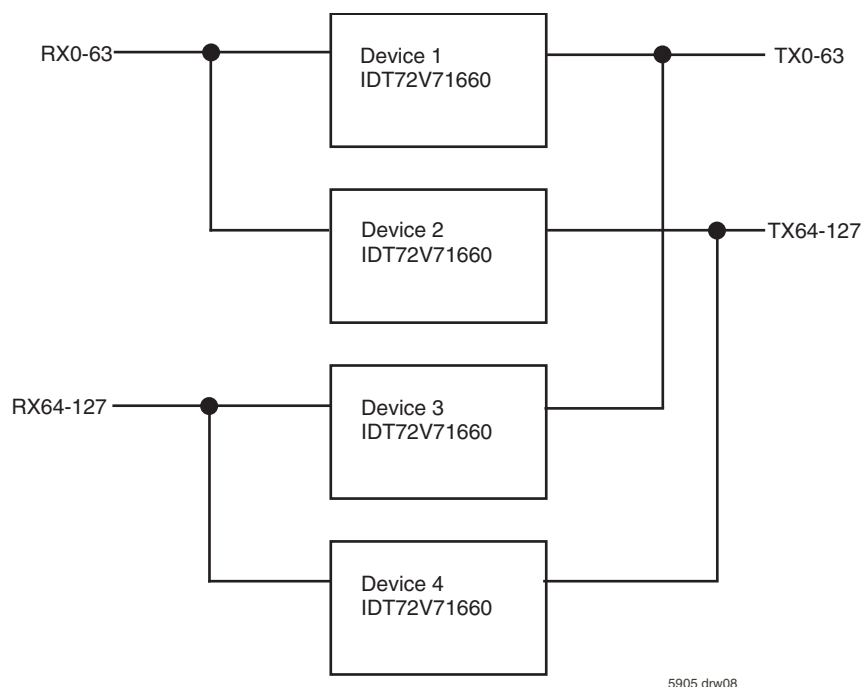 RX0-63
Device 1
IDT72V71660
TX0-63
Device 2
IDT72V71660
TX64-127
RX64-127
Device 3
IDT72V71660
Device 4
IDT72V71660
5905 drw08